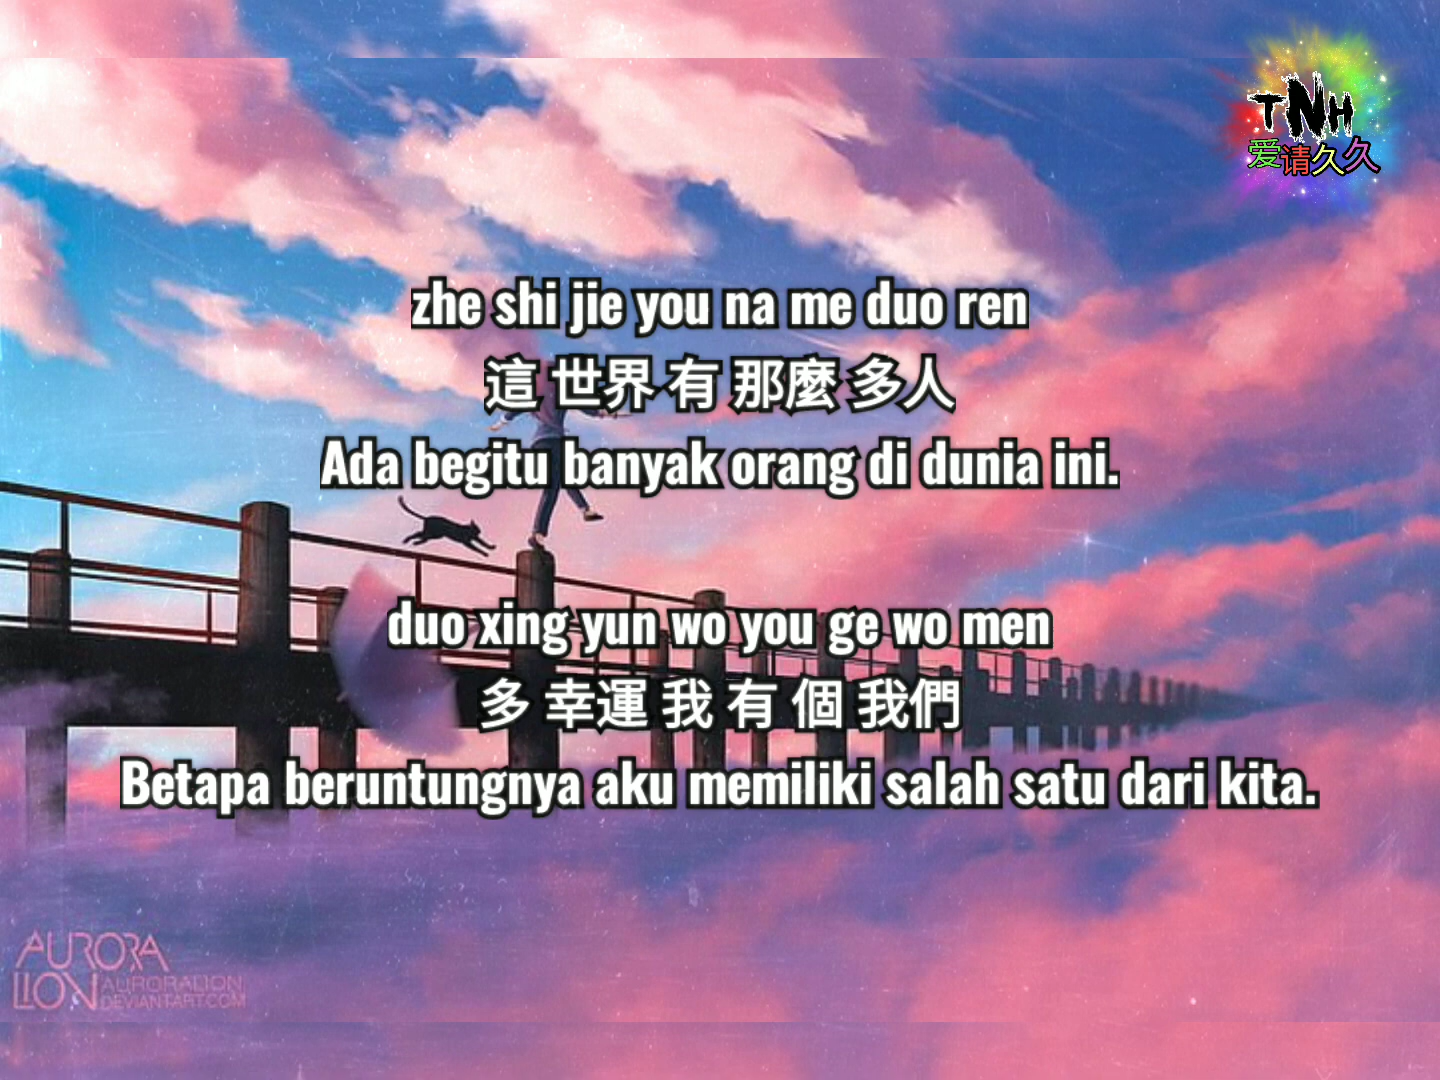 TNH
爱请久久
zhe shi jie you na me duo ren
這 世界 有 那麼 多人
Ada begitu banyak orang di dunia ini.
duo xing yun wo you ge wo men
多 幸運 我 有 個 我們
Betapa beruntungnya aku memiliki salah satu dari kita.
AURORA
LION AURORALION
DEVIANTART.COM